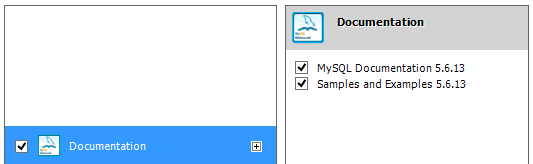 Documentation
Documentation
MySQL Documentation 5.6.13
Samples and Examples 5.6.13